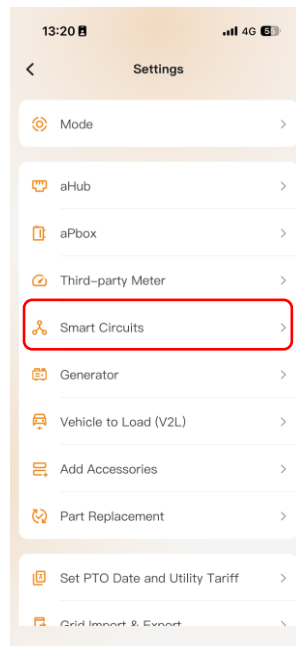 13:20 4G 5
Settings
Mode
aHub
aPbox
Third-party Meter
Smart Circuits
Generator
Vehicle to Load (V2L)
Add Accessories
Part Replacement
Set PTO Date and Utility Tariff
Grid Import & Export